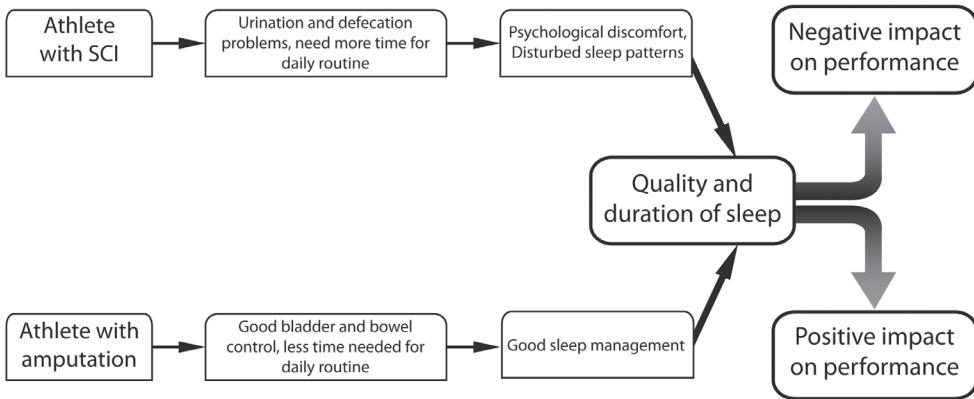 Athlete
with SCI
Urination and defecation
problems, need more time for
daily routine
Psychological discomfort,
Disturbed sleep patterns
Negative impact
on performance
Quality and
duration of sleep
Athlete with
amputation
Good bladder and bowel
control, less time needed for
daily routine
Good sleep management
Positive impact
on performance